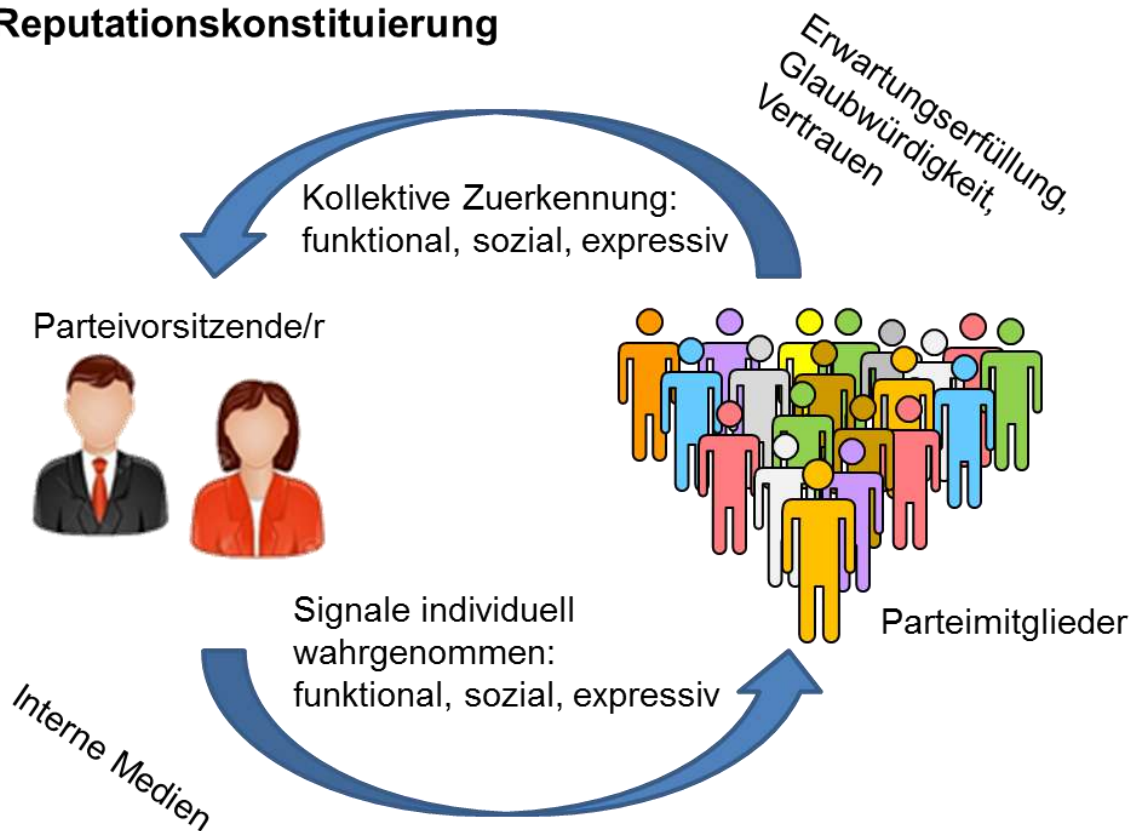 Reputationskonstituierung
Erwartungserfüllung,
Glaubwürdigkeit,
Vertrauen
Kollektive Zuerkennung:
funktional, sozial, expressiv
Parteivorsitzende/r
Parteimitglieder
Signale individuell
wahrgenommen:
funktional, sozial, expressiv
Interne Medien